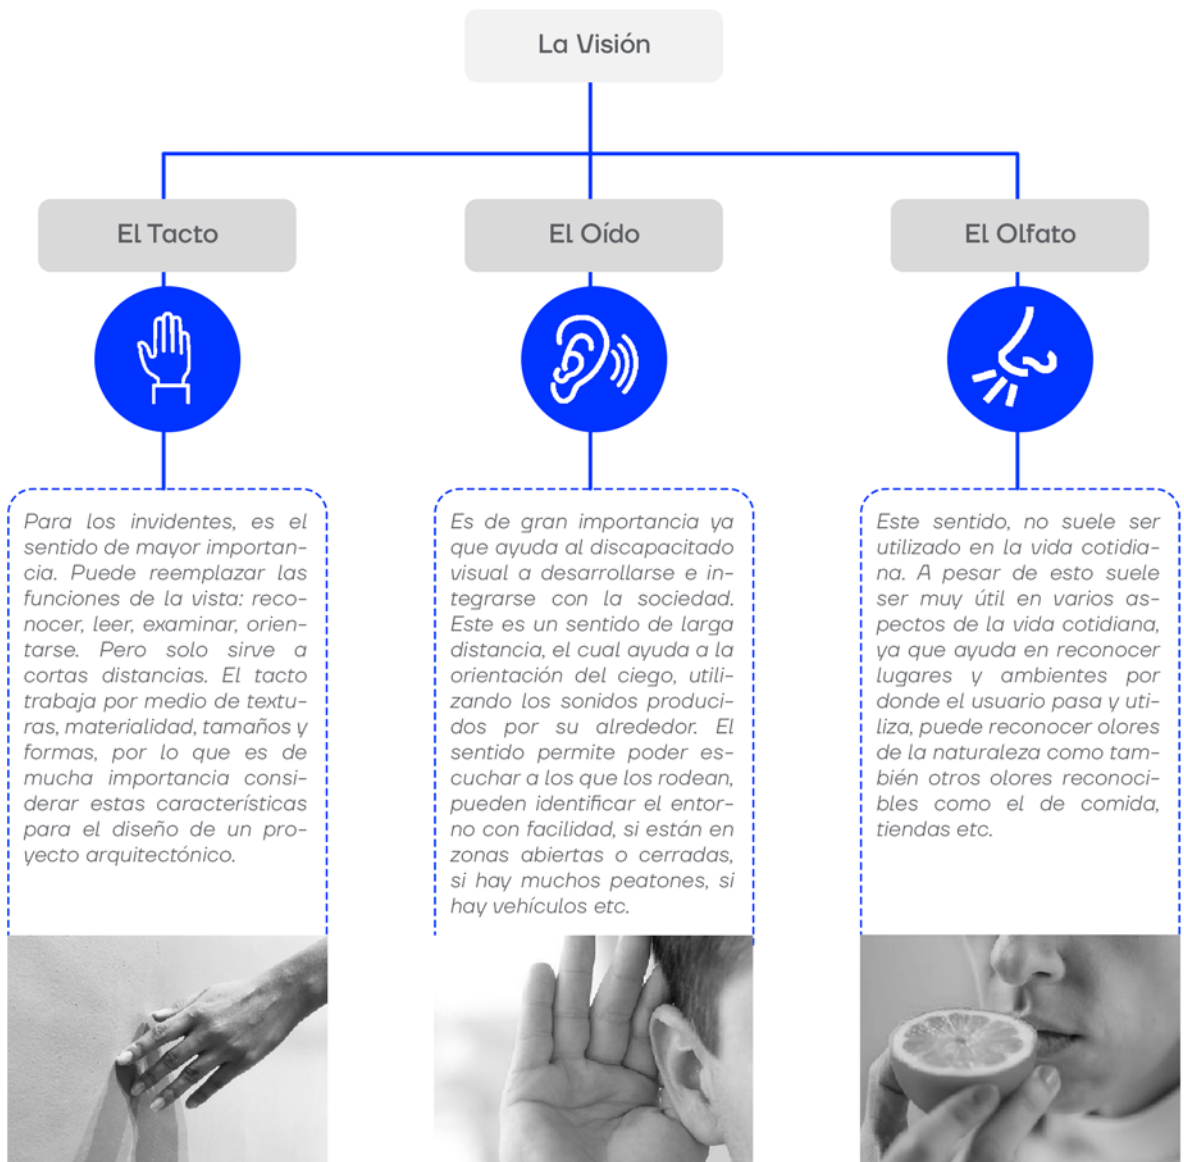 La Visión
El Tacto
El Oído
El Olfato
Para los invidentes, es el
sentido de mayor importan-
cia. Puede reemplazar las
funciones de la vista: reco-
nocer, leer, examinar, orien-
tarse. Pero solo sirve a
cortas distancias. El tacto
trabaja por medio de textu-
ras, materialidad, tamaños y
formas, por lo que es de
mucha importancia consi-
derar estas características
para el diseño de un pro-
yecto arquitectónico.
Es de gran importancia ya
que ayuda al discapacitado
visual a desarrollarse e in-
tegrarse con la sociedad.
Este es un sentido de larga
distancia, el cual ayuda a la
orientación del ciego, utili-
zando los sonidos produci-
dos por su alrededor. El
sentido permite poder es-
cuchar a los que los rodean,
pueden identificar el entor-
no con facilidad, si están en
zonas abiertas o cerradas,
si hay muchos peatones, si
hay vehículos etc.
Este sentido, no suele ser
utilizado en la vida cotidia-
na. A pesar de esto suele
ser muy útil en varios as-
pectos de la vida cotidiana,
ya que ayuda en reconocer
lugares y ambientes por
donde el usuario pasa y uti-
liza, puede reconocer olores
de la naturaleza como tam-
bién otros olores reconoci-
bles como el de comida,
tiendas etc.